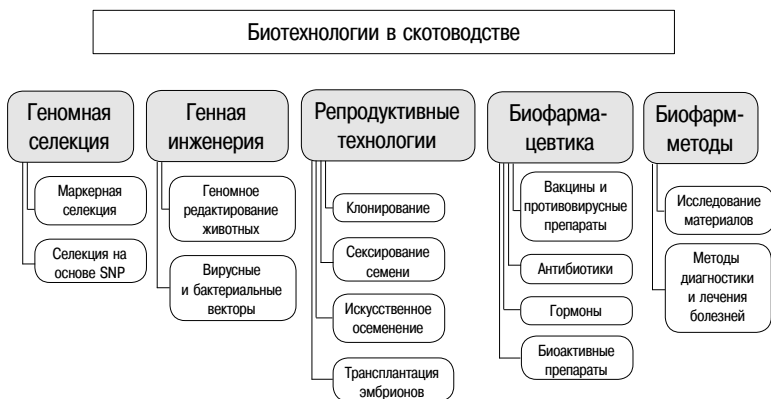 Биотехнологии в скотоводстве
Геномная
селекция
Маркерная
селекция
Селекция на
основе SNP
Генная
инженерия
Геномное
редактирование
животных
Вирусные
и бактериальные
векторы
Репродуктивные
технологии
Клонирование
Сексирование
семени
Искусственное
осеменение
Трансплантация
эмбрионов
Биофарма-
цевтика
Вакцины и
противовирусные
препараты
Антибиотики
Гормоны
Биоактивные
препараты
Биофарм-
методы
Исследование
материалов
Методы
диагностики
и лечения
болезней